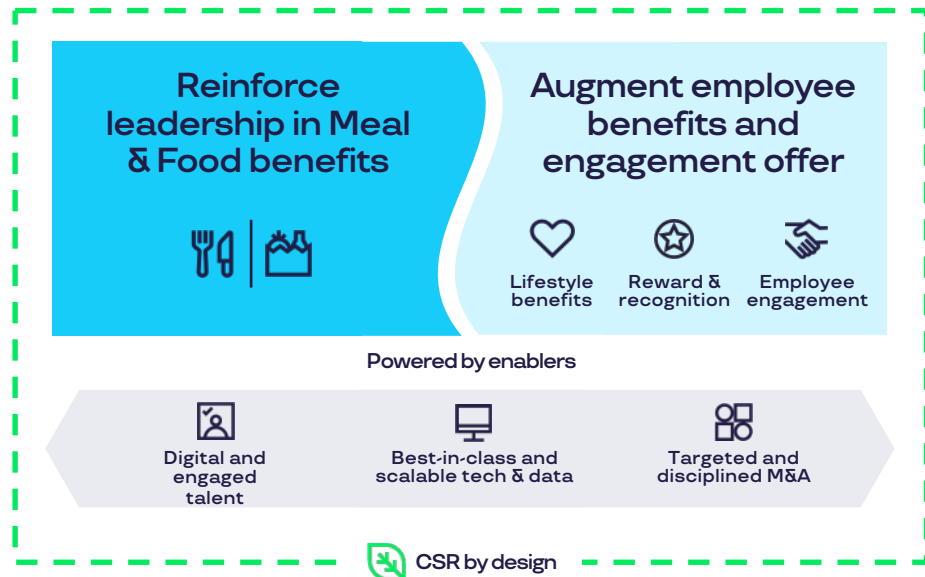 Reinforce
leadership in Meal
& Food benefits
Augment employee
benefits and
engagement offer
Lifestyle
benefits
Reward &
recognition
Employee
engagement
Powered by enablers
Digital and
engaged
talent
Best-in-class and
scalable tech & data
Targeted and
disciplined M&A
CSR by design